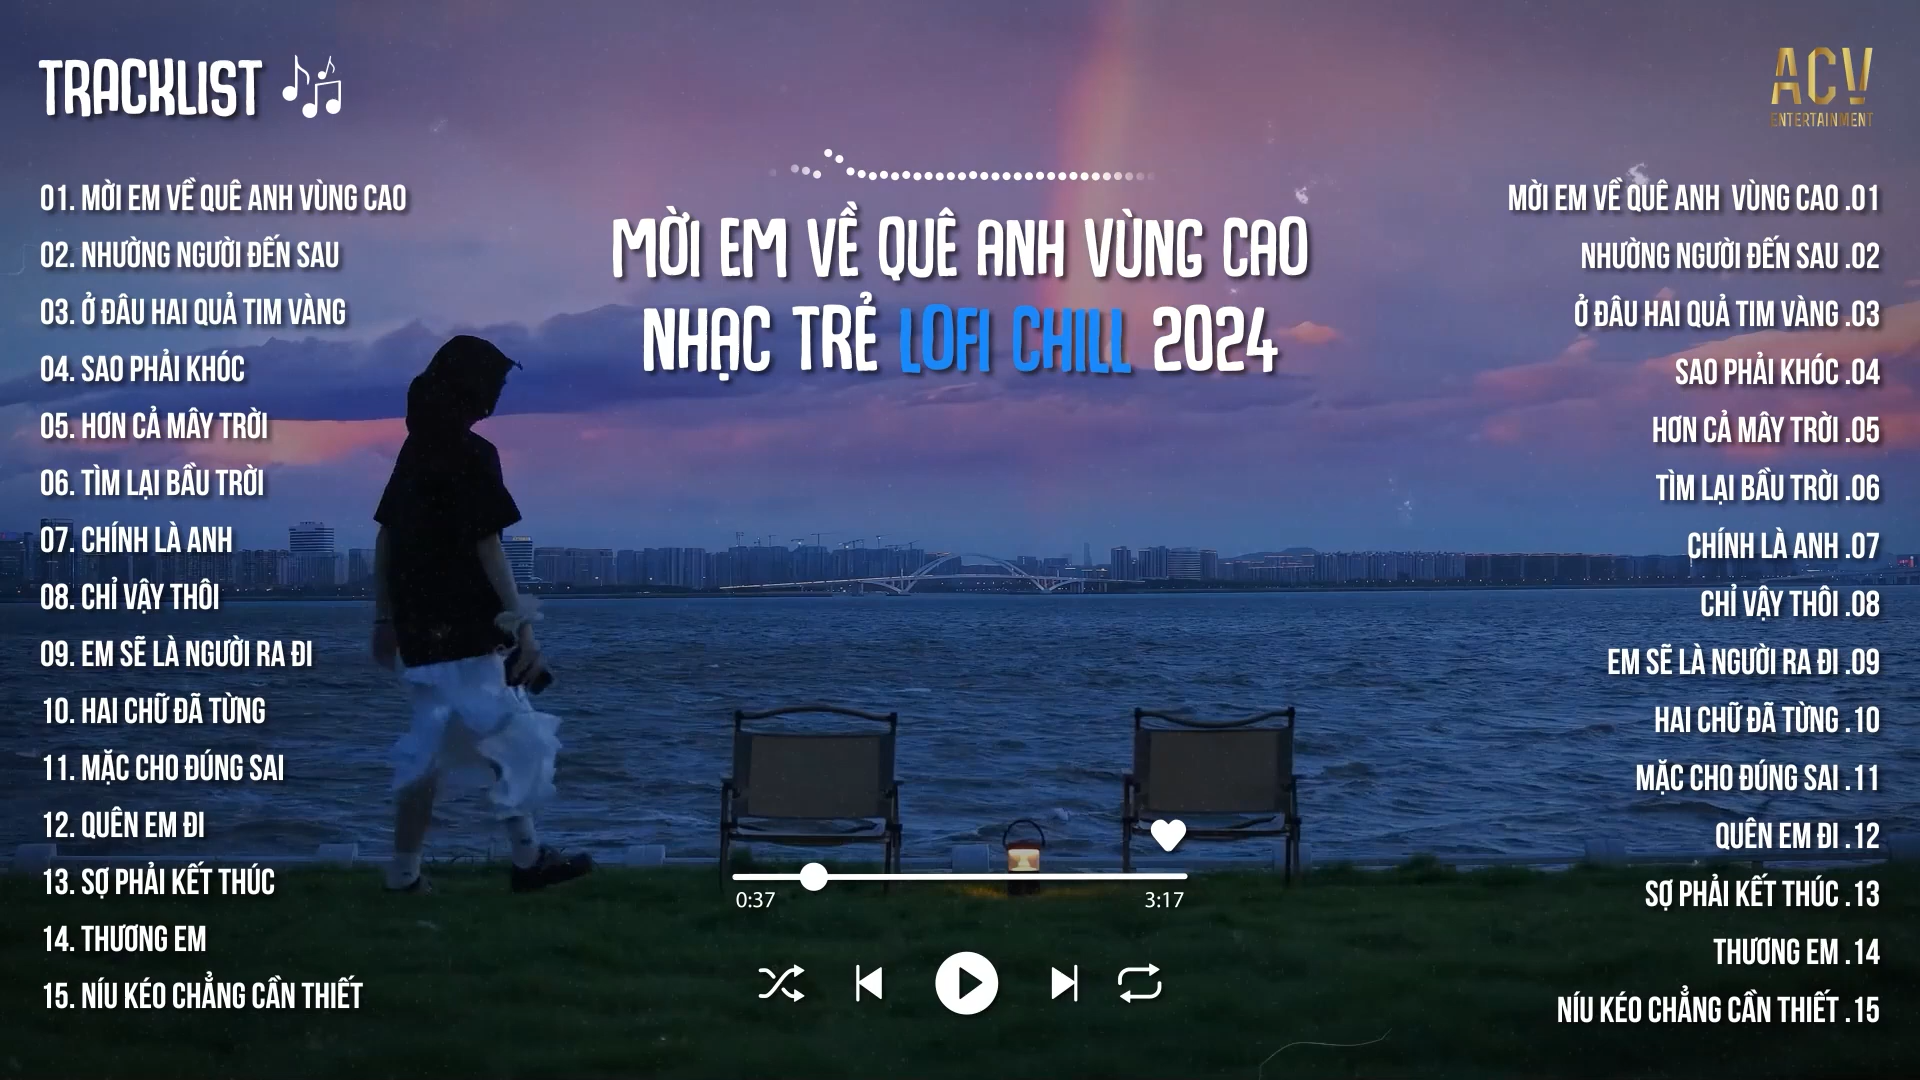 TRACKLIST
ACV
ENTERTAINMENT
01. MỜI EM VỀ QUÊ ANH VÙNG CAO
02. NHƯỜNG NGƯỜI ĐẾN SAU
03. Ở ĐÂU HAI QUẢ TIM VÀNG
04. SAO PHẢI KHÓC
05. HƠN CẢ MÂY TRỜI
06. TÌM LẠI BẦU TRỜI
07. CHÍNH LÀ ANH
08. CHỈ VẬY THÔI
09. EM SẼ LÀ NGƯỜI RA ĐI
10. HAI CHỮ ĐÃ TỪNG
11. MẶC CHO ĐÚNG SAI
12. QUÊN EM ĐI
13. SỢ PHẢI KẾT THÚC
14. THƯƠNG EM
15. NÍU KÉO CHẲNG CẦN THIẾT
MỜI EM VỀ QUÊ ANH VÙNG CAO
NHẠC TRẺ LOFI CHILL 2024
0:37
3:17
MỜI EM VỀ QUÊ ANH VÙNG CAO .01
NHƯỜNG NGƯỜI ĐẾN SAU .02
Ở ĐÂU HAI QUẢ TIM VÀNG .03
SAO PHẢI KHÓC .04
HƠN CẢ MÂY TRỜI .05
TÌM LẠI BẦU TRỜI .06
CHÍNH LÀ ANH .07
CHỈ VẬY THÔI .08
EM SẼ LÀ NGƯỜI RA ĐI .09
HAI CHỮ ĐÃ TỪNG .10
MẶC CHO ĐÚNG SAI .11
QUÊN EM ĐI .12
SỢ PHẢI KẾT THÚC .13
THƯƠNG EM .14
NÍU KÉO CHẲNG CẦN THIẾT .15